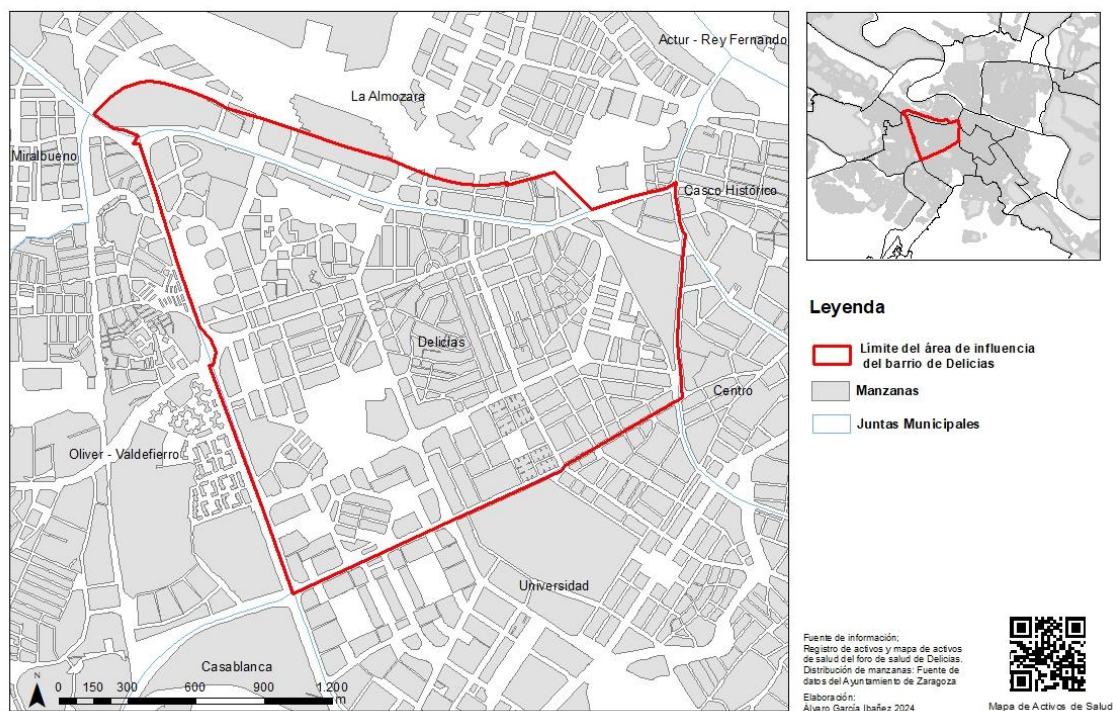 Actur - Rey Fernando
La Almozara
Miralbueno
Casco Histórico
Delicias
Centro
Oliver - Valdefierro
Universidad
Casablanca
N
0 150 300 600 900 1.200
m
Leyenda
Límite del área de influencia
del barrio de Delicias
Manzanas
Juntas Municipales
Fuente de información;
Registro de activos y mapa de activos
de salud del foro de salud de Delicias.
Distribución de manzanas: Fuente de
datos del Ayuntamiento de Zaragoza
Elaboración:
Álvaro García Ibañez 2024
Mapa de Activos de Salud